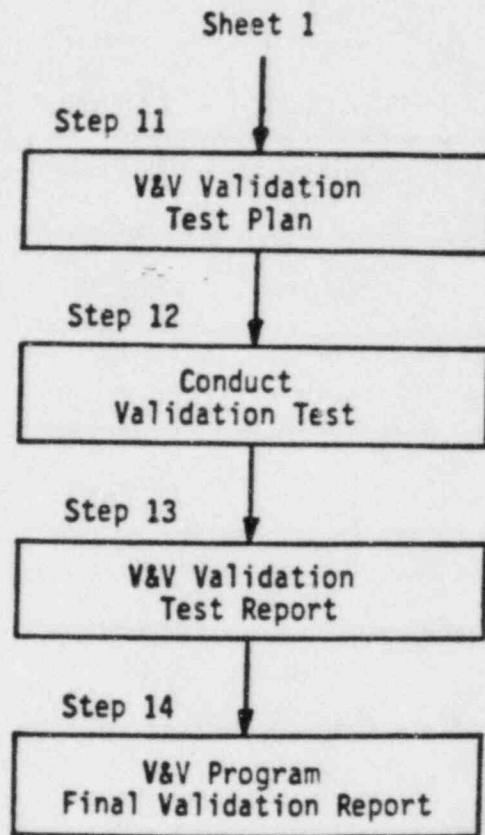 Sheet 1
Step 11
V&V Validation
Test Plan
Step 12
Conduct
Validation Test
Step 13
V&V Validation
Test Report
Step 14
V&V Program
Final Validation Report